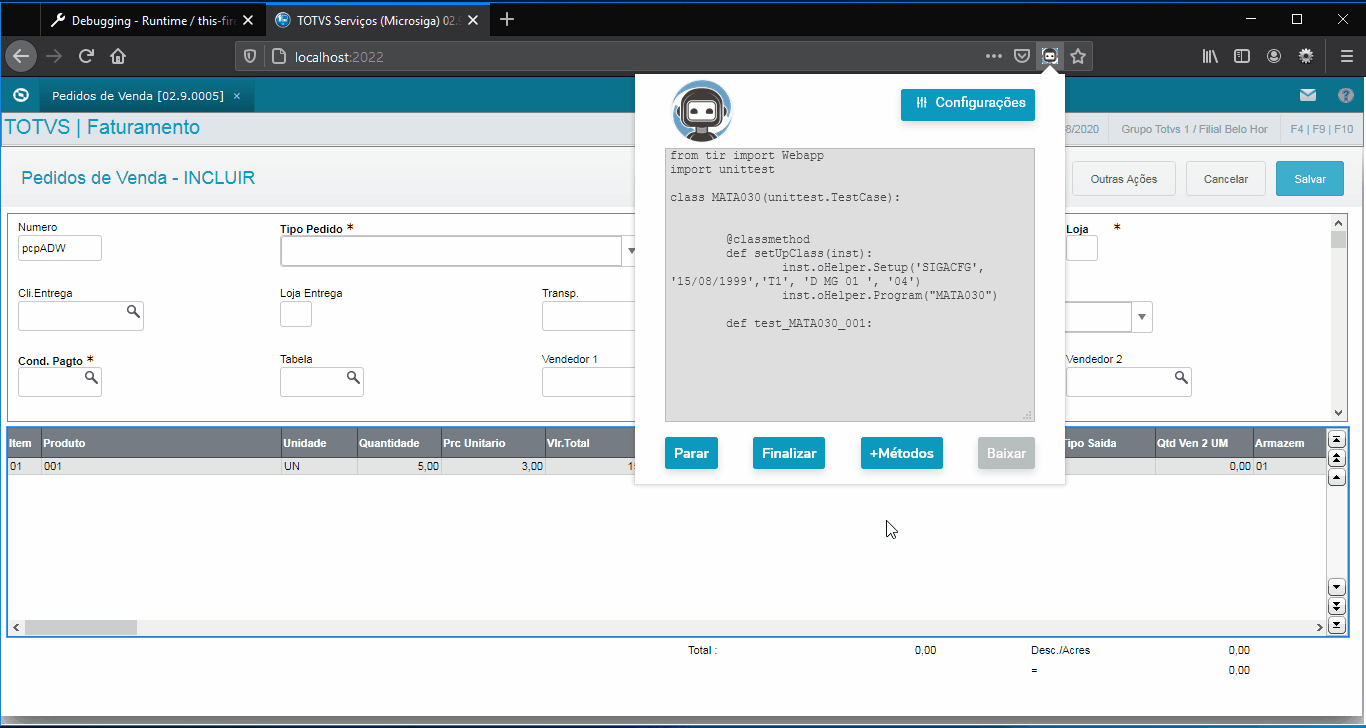 Debugging - Runtime / this-fir
TOTVS Serviços (Microsiga) 02.9
localhost:2022
Pedidos de Venda [02.9.0005] ×
Configurações
TOTVS | Faturamento
8/2020
Grupo Totvs 1 / Filial Belo Hor
F4 | F9 | F10
Pedidos de Venda - INCLUIR
Outras Ações
Cancelar
Salvar
from tir import Webapp
import unittest
class MATA030(unittest.TestCase):
@classmethod
def setUpClass(inst):
inst.oHelper.Setup('SIGACFG',
'15/08/1999','T1', 'D MG 01 ', '04')
inst.oHelper.Program("MATA030")
def test_MATA030_001:
Numero
Tipo Pedido *
Loja *
pcpADW
Cli.Entrega
Loja Entrega
Transp.
Cond. Pagto *
Tabela
Vendedor 1
Vendedor 2
Parar
Finalizar
+Métodos
Baixar
Item
Produto
Unidade
Quantidade
Prc Unitario
Vlr.Total
Tipo Saida
Qtd Ven 2 UM
Armazem
01
001
UN
5,00
3,00
0,00
01
Total :
0,00
Desc./Acres
0,00
=
0,00